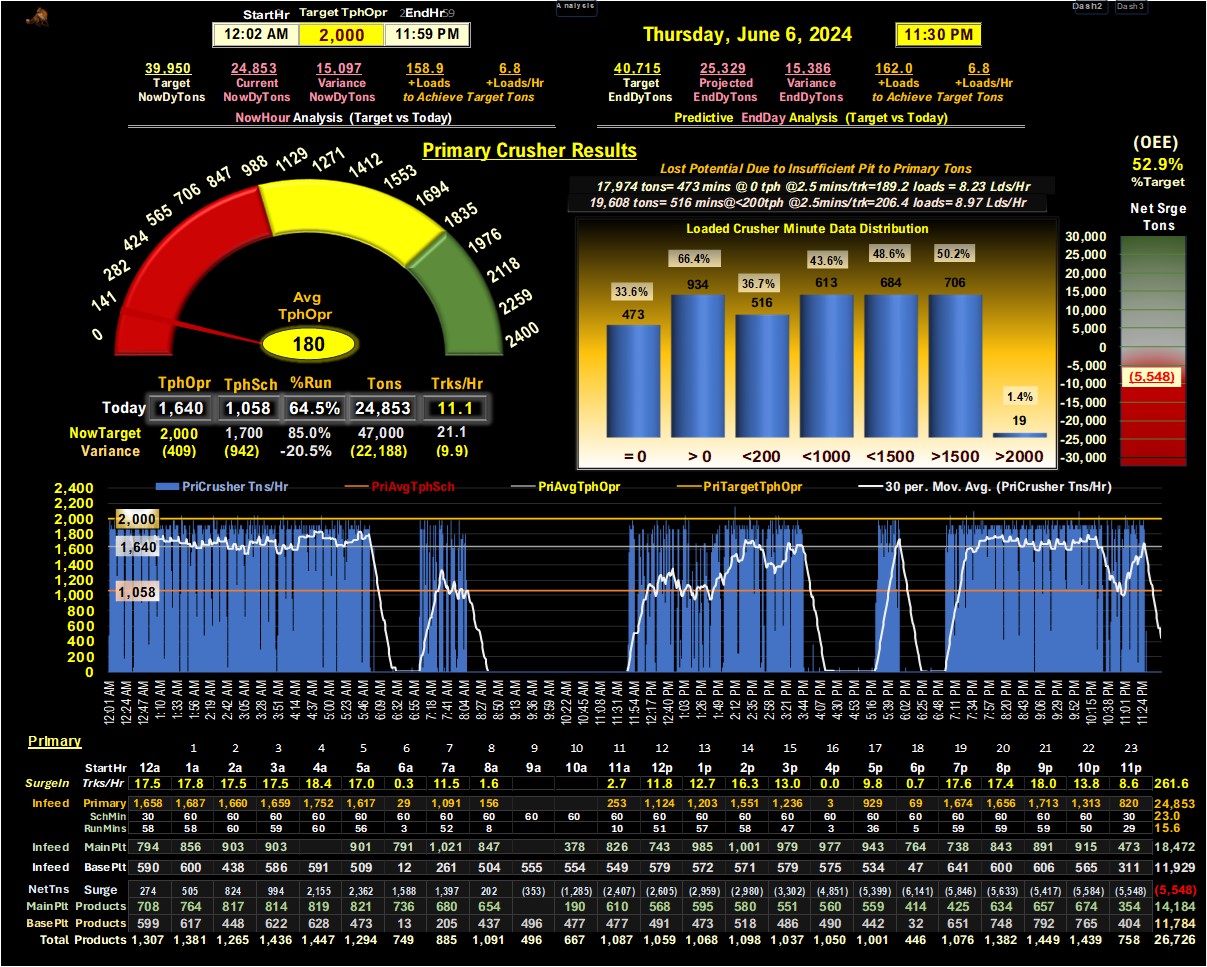 Analysis
Dash2 Dash3
StartHr Target TphOpr EndHr
12:02 AM 2,000 11:59 PM
Thursday, June 6, 2024 11:30 PM
39,950 24,853 15,097 158.9 6.8
Target Current Variance +Loads +Loads/Hr
NowDyTons NowDyTons NowDyTons to Achieve Target Tons
NowHour Analysis (Target vs Today)
40,715 25,329 15,386 162.0 6.8
Target Projected Variance +Loads +Loads/Hr
EndDyTons EndDyTons EndDyTons to Achieve Target Tons
Predictive EndDay Analysis (Target vs Today)
Primary Crusher Results
0 141 282 424 565 706 847 988 1129 1271 1412 1553 1694 1835 1976 2118 2259 2400
Avg
TphOpr
180
TphOpr TphSch %Run Tons Trks/Hr
Today 1,640 1,058 64.5% 24,853 11.1
NowTarget 2,000 1,700 85.0% 47,000 21.1
Variance (409) (942) -20.5% (22,188) (9.9)
Lost Potential Due to Insufficient Pit to Primary Tons
17,974 tons= 473 mins @ 0 tph @2.5 mins/trk=189.2 loads = 8.23 Lds/Hr
19,608 tons= 516 mins@<200tph @2.5mins/trk=206.4 loads= 8.97 Lds/Hr
Loaded Crusher Minute Data Distribution
33.6% 66.4% 36.7% 43.6% 48.6% 50.2% 1.4%
473 934 516 613 684 706 19
= 0 > 0 <200 <1000 <1500 >1500 >2000
(OEE)
52.9%
%Target
Net Srge
Tons
30,000
25,000
20,000
15,000
10,000
5,000
0
-5,000
(5,548)
-10,000
-15,000
-20,000
-25,000
-30,000
PriCrusher Tns/Hr PriAvgTphSch PriAvgTphOpr PriTargetTphOpr 30 per. Mov. Avg. (PriCrusher Tns/Hr)
2,400
2,200
2,000
1,800
1,600
1,400
1,200
1,000
800
600
400
200
0
2,000
1,640
1,058
12:01 AM 12:24 AM 12:47 AM 1:10 AM 1:33 AM 1:56 AM 2:19 AM 2:42 AM 3:05 AM 3:28 AM 3:51 AM 4:14 AM 4:37 AM 5:00 AM 5:23 AM 5:46 AM 6:09 AM 6:32 AM 6:55 AM 7:18 AM 7:41 AM 8:04 AM 8:27 AM 8:50 AM 9:13 AM 9:36 AM 9:59 AM 10:22 AM 10:45 AM 11:08 AM 11:31 AM 11:54 AM 12:17 PM 12:40 PM 1:03 PM 1:26 PM 1:49 PM 2:12 PM 2:35 PM 2:58 PM 3:21 PM 3:44 PM 4:07 PM 4:30 PM 4:53 PM 5:16 PM 5:39 PM 6:02 PM 6:25 PM 6:48 PM 7:11 PM 7:34 PM 7:57 PM 8:20 PM 8:43 PM 9:06 PM 9:29 PM 9:52 PM 10:15 PM 10:38 PM 11:01 PM 11:24 PM
Primary
1 2 3 4 5 6 7 8 9 10 11 12 13 14 15 16 17 18 19 20 21 22 23
StartHr 12a 1a 2a 3a 4a 5a 6a 7a 8a 9a 10a 11a 12p 1p 2p 3p 4p 5p 6p 7p 8p 9p 10p 11p
SurgeIn Trks/Hr 17.5 17.8 17.5 17.5 18.4 17.0 0.3 11.5 1.6 2.7 11.8 12.7 16.3 13.0 0.0 9.8 0.7 17.6 17.4 18.0 13.8 8.6 261.6
Infeed Primary 1,658 1,687 1,660 1,659 1,752 1,617 29 1,091 156 253 1,124 1,203 1,551 1,236 3 929 69 1,674 1,656 1,713 1,313 820 24,853
SchMin 30 60 60 60 60 60 60 60 60 60 60 60 60 60 60 60 60 60 60 60 60 60 60 30 23.0
RunMins 58 58 60 59 60 56 3 52 8 10 51 57 58 47 3 36 5 59 59 59 50 29 15.6
Infeed MainPlt 794 856 903 903 901 791 1,021 847 378 826 743 985 1,001 979 977 943 764 738 843 891 915 473 18,472
Infeed BasePlt 590 600 438 586 591 509 12 261 504 555 554 549 579 572 571 579 575 534 47 641 600 606 565 311 11,929
NetTns Surge 274 505 824 994 2,155 2,362 1,588 1,397 202 (353) (1,285) (2,407) (2,605) (2,959) (2,980) (3,302) (4,851) (5,399) (6,141) (5,846) (5,633) (5,417) (5,584) (5,548) (5,548)
MainPlt Products 708 764 817 814 819 821 736 680 654 190 610 568 595 580 551 560 559 414 425 634 657 674 354 14,184
BasePlt Products 599 617 448 622 628 473 13 205 437 496 477 477 491 473 518 486 490 442 32 651 748 792 765 404 11,784
Total Products 1,307 1,381 1,265 1,436 1,447 1,294 749 885 1,091 496 667 1,087 1,059 1,068 1,098 1,037 1,050 1,001 446 1,076 1,382 1,449 1,439 758 26,726